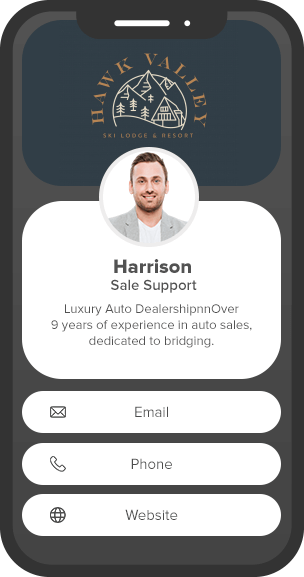 HAWK VALLEY
SKI LODGE & RESORT
Harrison
Sale Support
Luxury Auto DealershipnnOver
9 years of experience in auto sales,
dedicated to bridging.
Email
Phone
Website